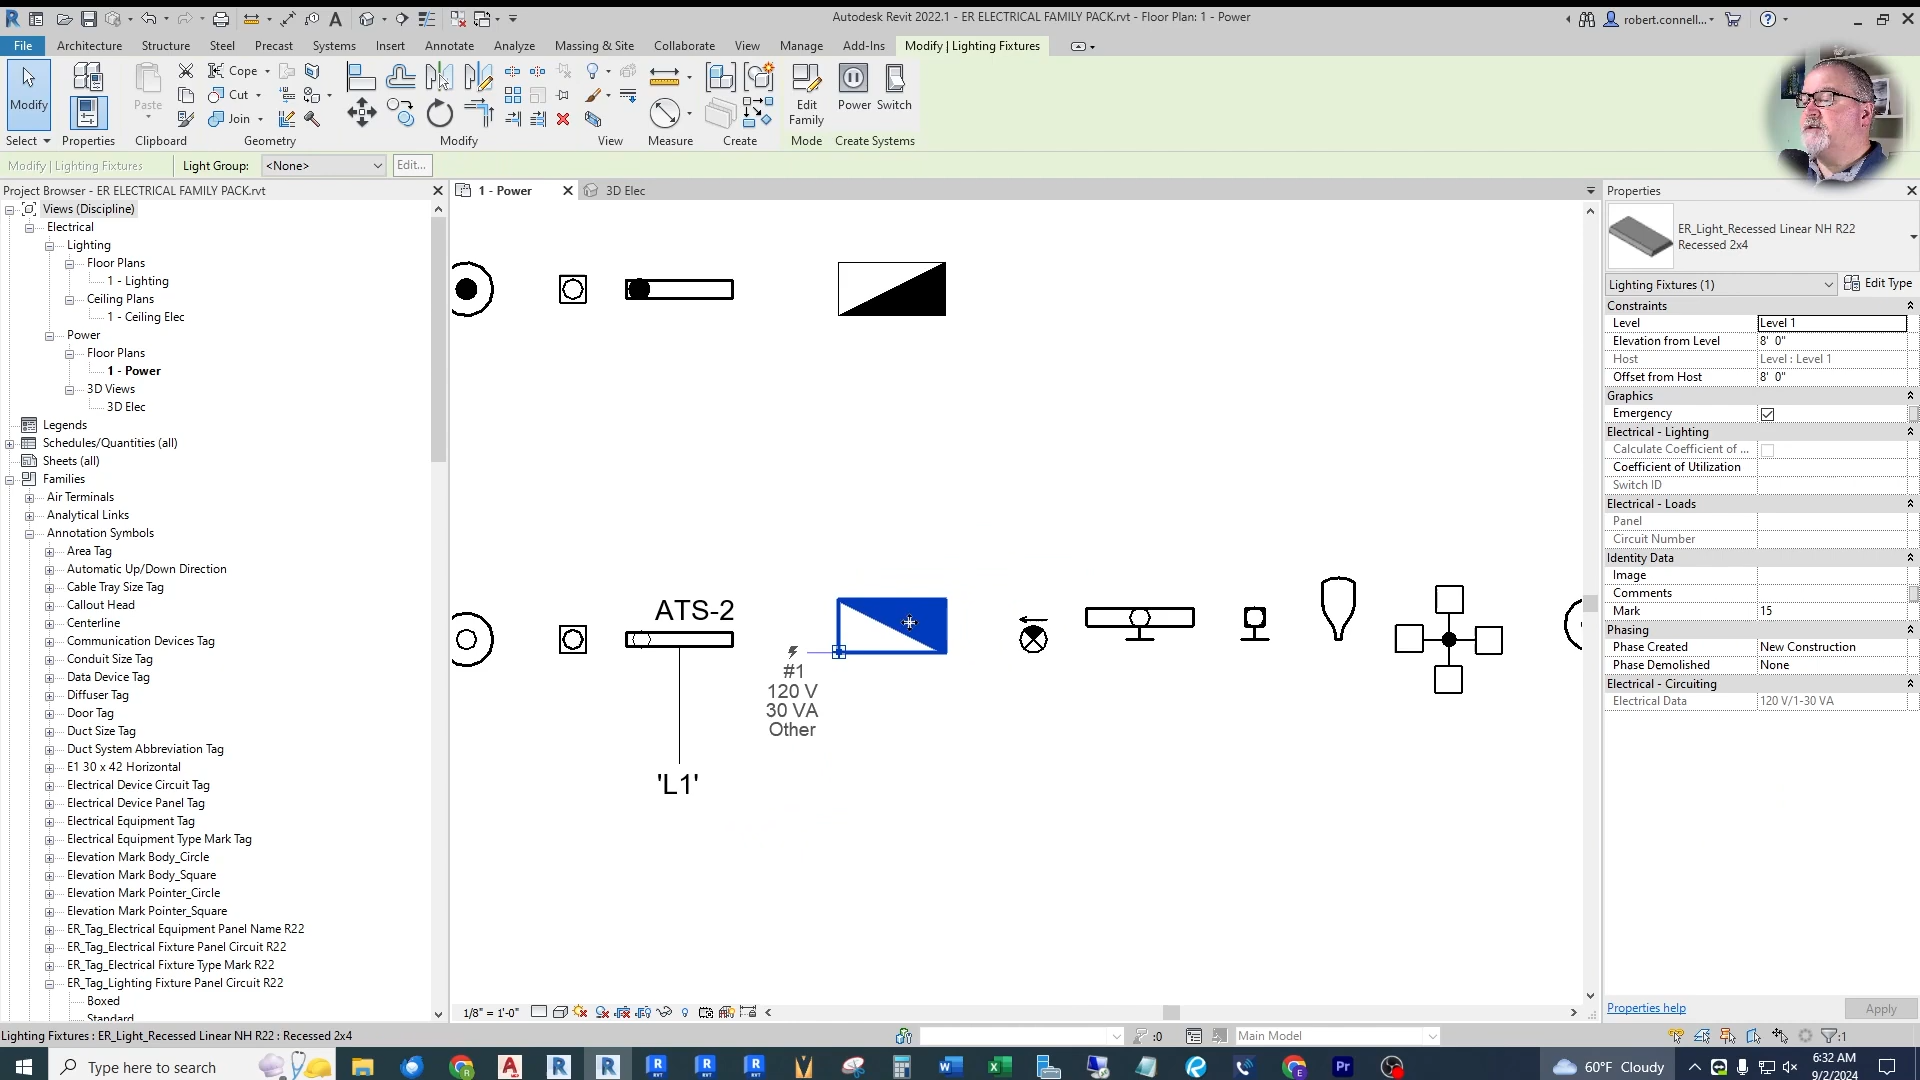 Autodesk Revit 2022.1 - ER ELECTRICAL FAMILY PACK.rvt - Floor Plan: 1 - Power
robert.connell...
File Architecture Structure Steel Precast Systems Insert Annotate Analyze Massing & Site Collaborate View Manage Add-Ins Modify | Lighting Fixtures
Modify
Paste
Cope
Cut
Join
Edit Family
Power
Switch
Select Properties Clipboard Geometry Modify View Measure Create Mode Create Systems
Modify | Lighting Fixtures Light Group: <None> Edit...
Project Browser - ER ELECTRICAL FAMILY PACK.rvt
Views (Discipline)
Electrical
Lighting
Floor Plans
1 - Lighting
Ceiling Plans
1 - Ceiling Elec
Power
Floor Plans
1 - Power
3D Views
3D Elec
Legends
Schedules/Quantities (all)
Sheets (all)
Families
Air Terminals
Analytical Links
Annotation Symbols
Area Tag
Automatic Up/Down Direction
Cable Tray Size Tag
Callout Head
Centerline
Communication Devices Tag
Conduit Size Tag
Data Device Tag
Diffuser Tag
Door Tag
Duct Size Tag
Duct System Abbreviation Tag
E1 30 x 42 Horizontal
Electrical Device Circuit Tag
Electrical Device Panel Tag
Electrical Equipment Tag
Electrical Equipment Type Mark Tag
Elevation Mark Body_Circle
Elevation Mark Body_Square
Elevation Mark Pointer_Circle
Elevation Mark Pointer_Square
ER_Tag_Electrical Equipment Panel Name R22
ER_Tag_Electrical Fixture Panel Circuit R22
ER_Tag_Electrical Fixture Type Mark R22
ER_Tag_Lighting Fixture Panel Circuit R22
Boxed
Standard
1 - Power
3D Elec
ATS-2
'L1'
#1
120 V
30 VA
Other
1/8" = 1'-0"
Properties
ER_Light_Recessed Linear NH R22
Recessed 2x4
Lighting Fixtures (1) Edit Type
Constraints
Level Level 1
Elevation from Level 8' 0"
Host Level : Level 1
Offset from Host 8' 0"
Graphics
Emergency
Electrical - Lighting
Calculate Coefficient of ...
Coefficient of Utilization
Switch ID
Electrical - Loads
Panel
Circuit Number
Identity Data
Image
Comments
Mark 15
Phasing
Phase Created New Construction
Phase Demolished None
Electrical - Circuiting
Electrical Data 120 V/1-30 VA
Properties help Apply
Lighting Fixtures : ER_Light_Recessed Linear NH R22 : Recessed 2x4
:0
Main Model
:1
Type here to search
60°F Cloudy
6:32 AM
9/2/2024